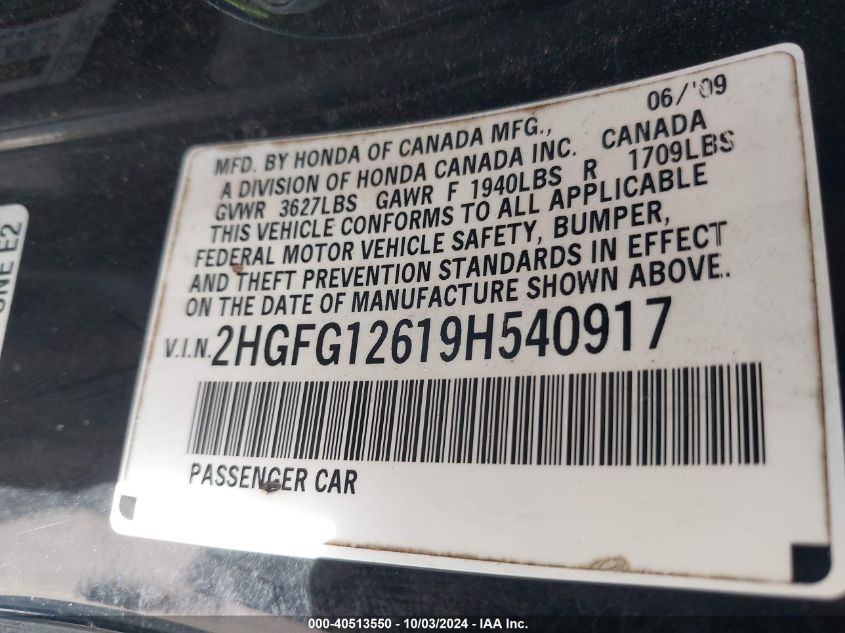 06/'09
MFD. BY HONDA OF CANADA MFG.,
A DIVISION OF HONDA CANADA INC. CANADA
GVWR 3627LBS GAWR F 1940LBS R 1709LBS
THIS VEHICLE CONFORMS TO ALL APPLICABLE
FEDERAL MOTOR VEHICLE SAFETY, BUMPER,
AND THEFT PREVENTION STANDARDS IN EFFECT
ON THE DATE OF MANUFACTURE SHOWN ABOVE..
V.I.N. 2HGFG12619H540917
PASSENGER CAR
E2
000-40513550 - 10/03/2024 - IAA Inc.